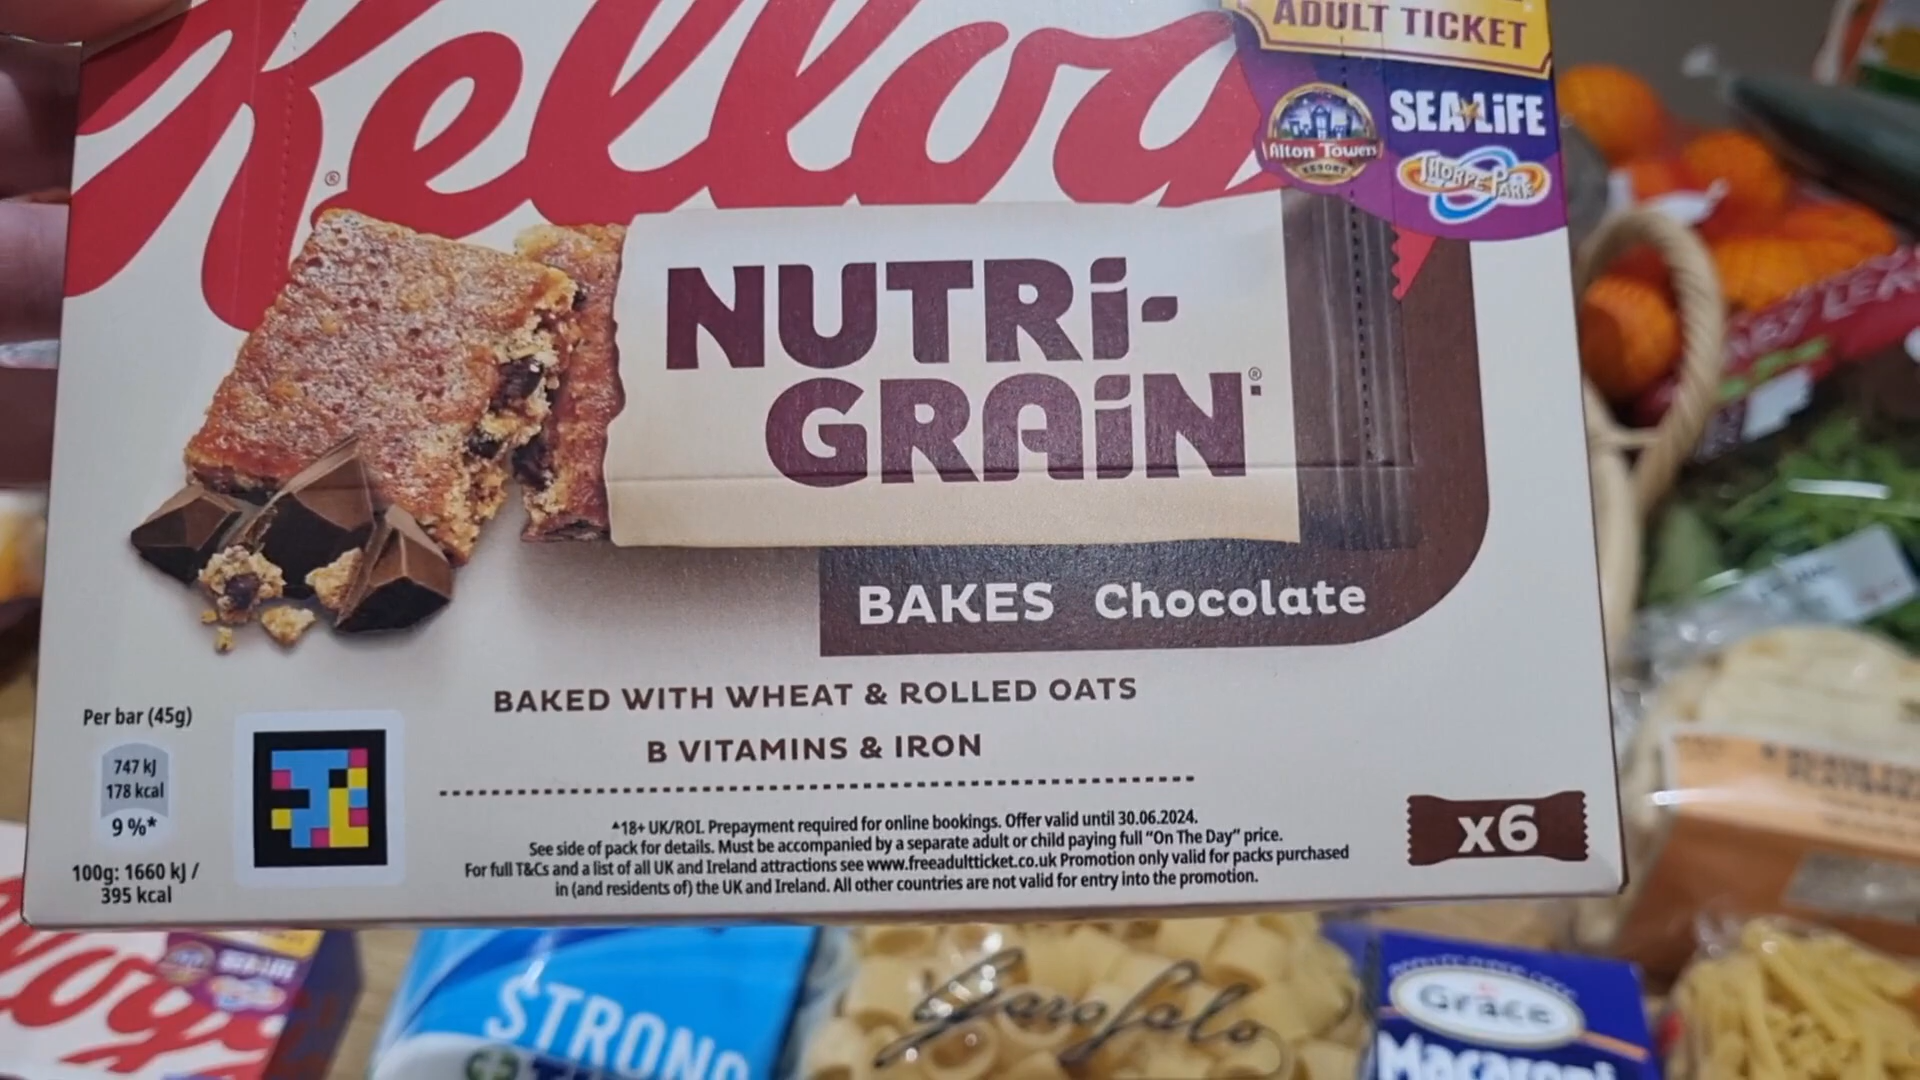 Kellogg
®
ADULT TICKET
Alton Towers
RESORT
SEA LiFE
THORPE PARK
NUTRi-
GRAiN®
BAKES Chocolate
BAKED WITH WHEAT & ROLLED OATS
B VITAMINS & IRON
Per bar (45g)
747 kJ
178 kcal
9 %*
100g: 1660 kJ /
395 kcal
^18+ UK/ROI. Prepayment required for online bookings. Offer valid until 30.06.2024.
See side of pack for details. Must be accompanied by a separate adult or child paying full “On The Day” price.
For full T&Cs and a list of all UK and Ireland attractions see www.freeadultticket.co.uk Promotion only valid for packs purchased
in (and residents of) the UK and Ireland. All other countries are not valid for entry into the promotion.
x6
SEA LiFE
STRONG
Garofalo
Grace
Macaroni